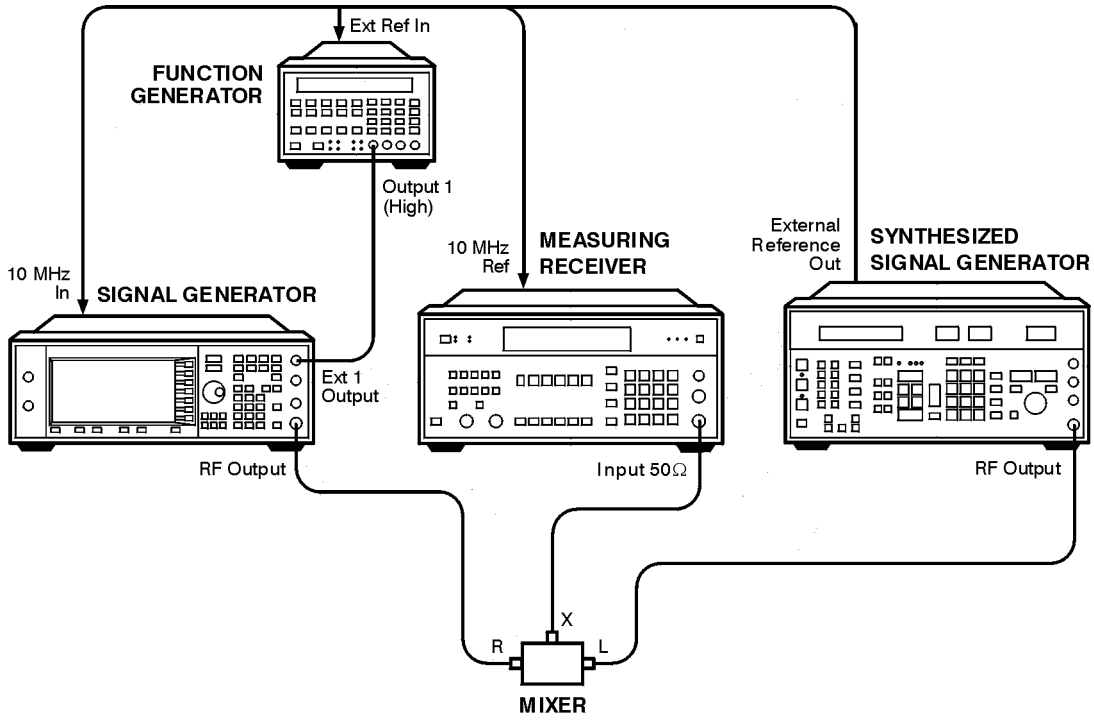 Ext Ref In
FUNCTION
GENERATOR
Output 1
(High)
10 MHz
In
SIGNAL GENERATOR
Ext 1
Output
RF Output
10 MHz
Ref
MEASURING
RECEIVER
Input 50Ω
External
Reference
Out
SYNTHESIZED
SIGNAL GENERATOR
RF Output
R
X
L
MIXER